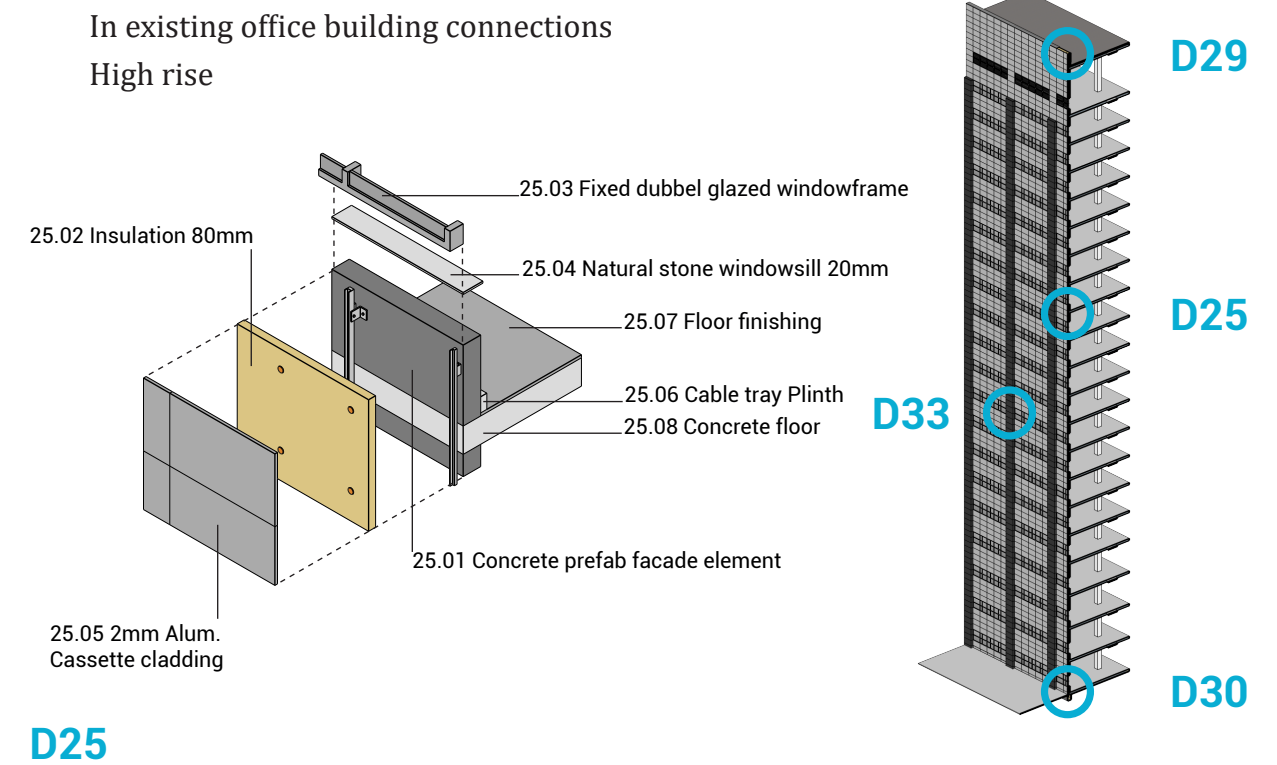 In existing office building connections
High rise
25.03 Fixed dubbel glazed windowframe
25.02 Insulation 80mm
25.04 Natural stone windowsill 20mm
25.07 Floor finishing
25.06 Cable tray Plinth
25.08 Concrete floor
25.01 Concrete prefab facade element
25.05 2mm Alum.
Cassette cladding
D25
D29
D25
D33
D30